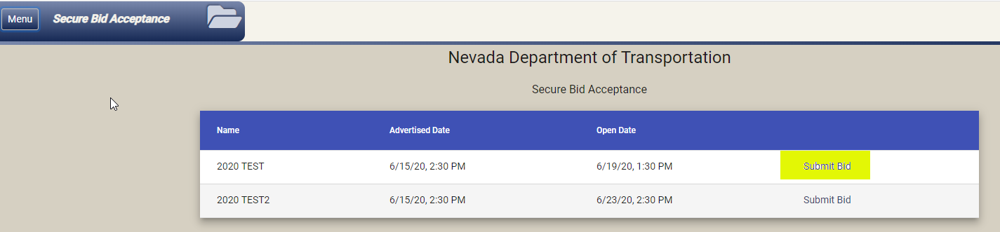 Menu Secure Bid Acceptance
Nevada Department of Transportation
Secure Bid Acceptance
Name Advertised Date Open Date
2020 TEST 6/15/20, 2:30 PM 6/19/20, 1:30 PM Submit Bid
2020 TEST2 6/15/20, 2:30 PM 6/23/20, 2:30 PM Submit Bid